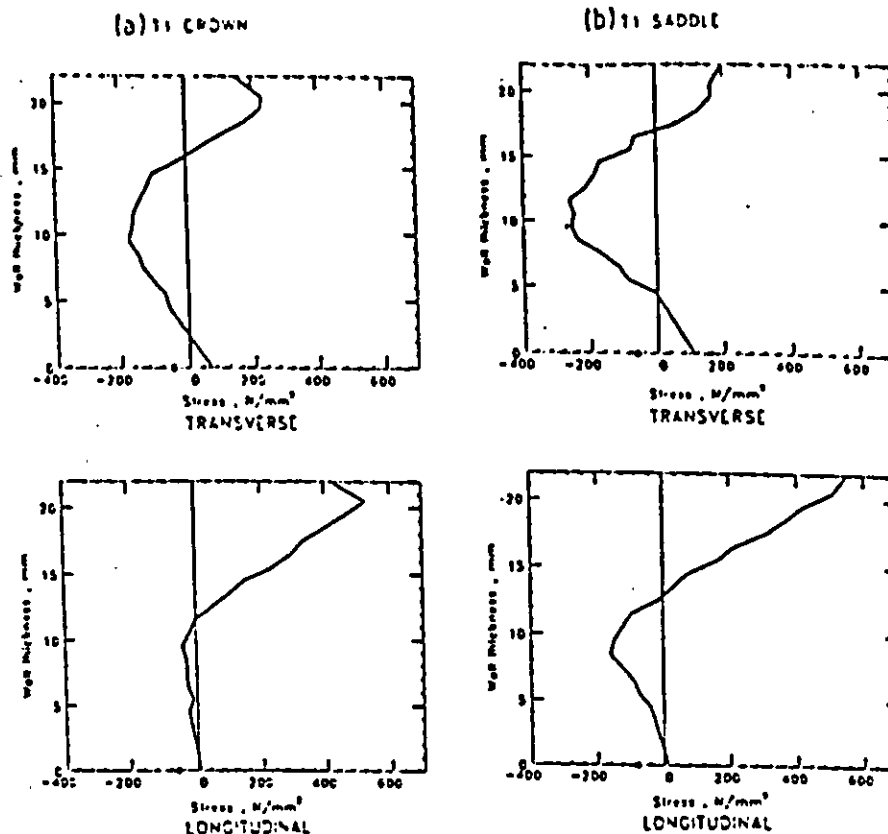 (a) T1 CROWN
(b) T1 SADDLE
Wall thickness, mm
20
15
10
5
0
-400 -200 0 200 400 600
Stress, N/mm²
TRANSVERSE
Wall thickness, mm
20
15
10
5
0
-400 -200 0 200 400 600
Stress, N/mm²
TRANSVERSE
Wall thickness, mm
20
15
10
5
0
-400 -200 0 200 400 600
Stress, N/mm²
LONGITUDINAL
Wall thickness, mm
20
15
10
5
0
-400 -200 0 200 400 600
Stress, N/mm²
LONGITUDINAL